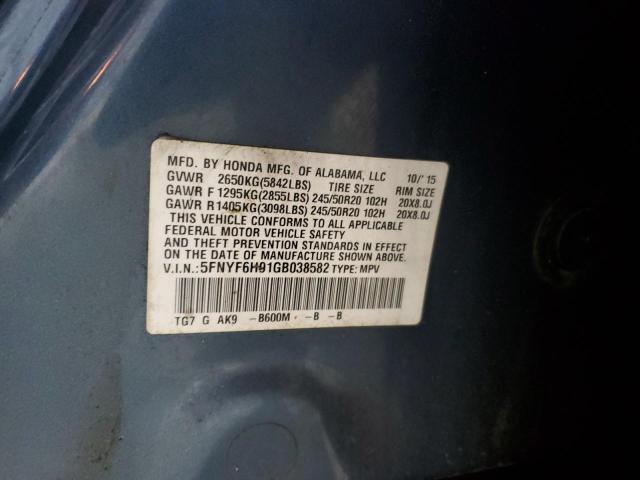 MFD. BY HONDA MFG. OF ALABAMA, LLC 10/'15
GVWR 2650KG(5842LBS) TIRE SIZE RIM SIZE
GAWR F 1295KG(2855LBS) 245/50R20 102H 20X8.0J
GAWR R 1405KG(3098LBS) 245/50R20 102H 20X8.0J
THIS VEHICLE CONFORMS TO ALL APPLICABLE
FEDERAL MOTOR VEHICLE SAFETY
AND THEFT PREVENTION STANDARDS IN EFFECT
ON THE DATE OF MANUFACTURE SHOWN ABOVE.
V.I.N.: 5FNYF6H91GB038582 TYPE: MPV
TG7 G AK9 -B600M -B -B